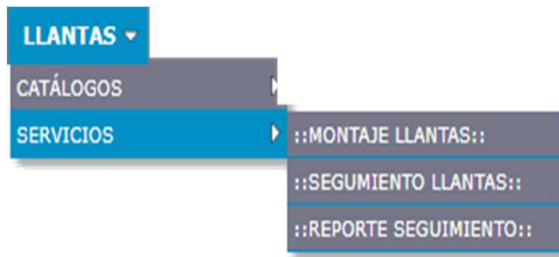 LLANTAS
CATÁLOGOS
SERVICIOS
::MONTAJE LLANTAS::
::SEGUMIENTO LLANTAS::
::REPORTE SEGUIMIENTO::